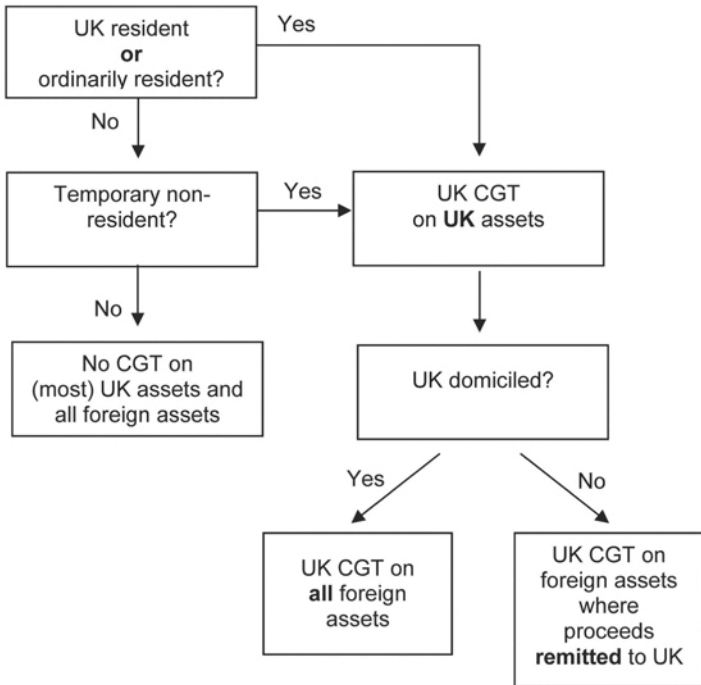 UK resident
or
ordinarily resident?
Yes
No
Temporary non-
resident?
Yes
UK CGT
on UK assets
No
No CGT on
(most) UK assets and
all foreign assets
UK domiciled?
Yes
No
UK CGT on
all foreign
assets
UK CGT on
foreign assets
where
proceeds
remitted to UK